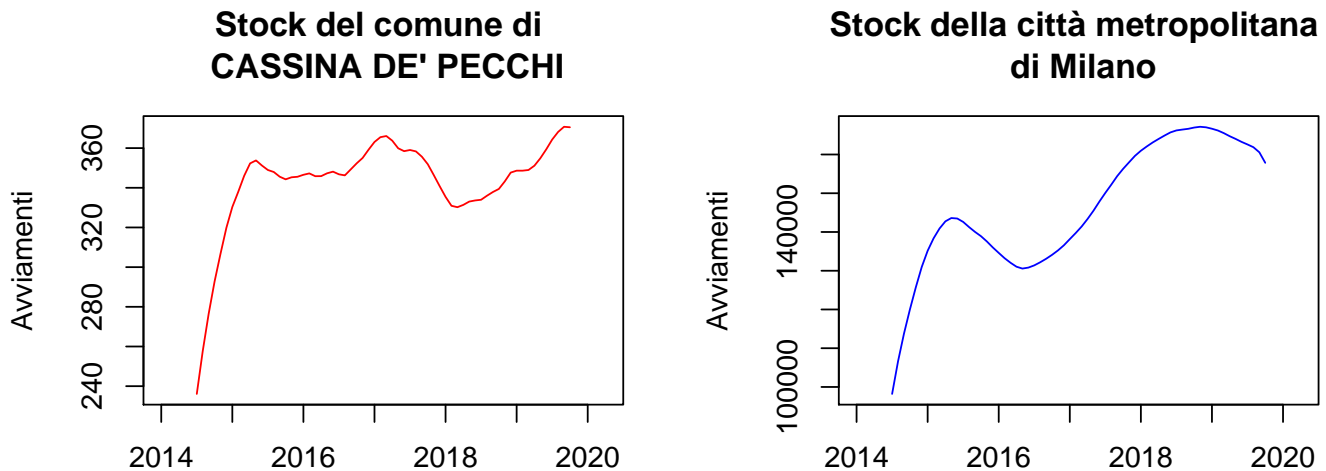 Stock del comune di
CASSINA DE' PECCHI
Avviamenti
360
320
280
240
2014 2016 2018 2020
Stock della città metropolitana
di Milano
Avviamenti
140000
100000
2014 2016 2018 2020